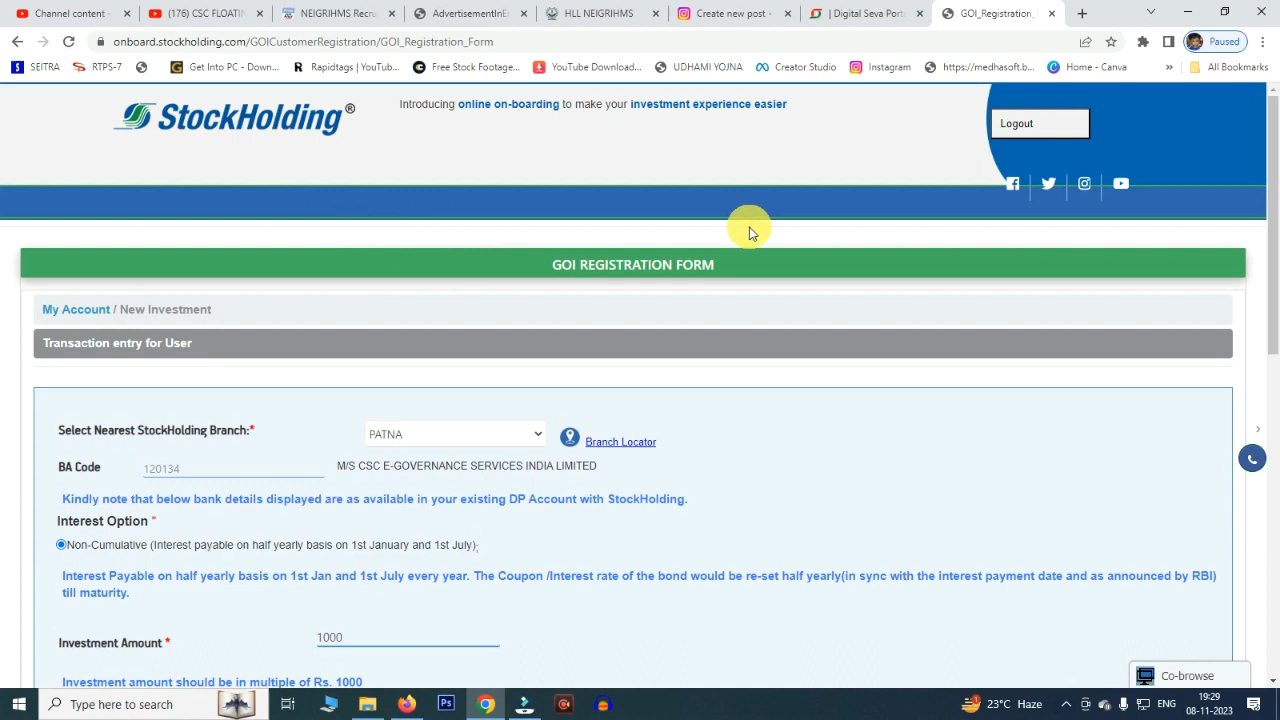 Channel content -
(176) CSC FLOATIN
NEIGRIHMS Recru
AdvertisementInE
HLL NEIGRIHMS
Create new post -
| Digital Seva Porta
GOI_Registration_
onboard.stockholding.com/GOICustomerRegistration/GOI_Registration_Form
Paused
SEITRA
RTPS-7
Get Into PC - Down...
Rapidtags | YouTub...
Free Stock Footage...
YouTube Download...
UDHAMI YOJNA
Creator Studio
Instagram
https://medhasoft.b...
Home - Canva
»
All Bookmarks
StockHolding®
Introducing online on-boarding to make your investment experience easier
Logout
GOI REGISTRATION FORM
My Account / New Investment
Transaction entry for User
Select Nearest StockHolding Branch:*
PATNA
Branch Locator
BA Code
120134
M/S CSC E-GOVERNANCE SERVICES INDIA LIMITED
Kindly note that below bank details displayed are as available in your existing DP Account with StockHolding.
Interest Option *
Non-Cumulative (Interest payable on half yearly basis on 1st January and 1st July);
Interest Payable on half yearly basis on 1st Jan and 1st July every year. The Coupon /Interest rate of the bond would be re-set half yearly(in sync with the interest payment date and as announced by RBI)
till maturity.
Investment Amount *
1000
Investment amount should be in multiple of Rs. 1000
Co-browse
Type here to search
23°C Haze
ENG
19:29
08-11-2023